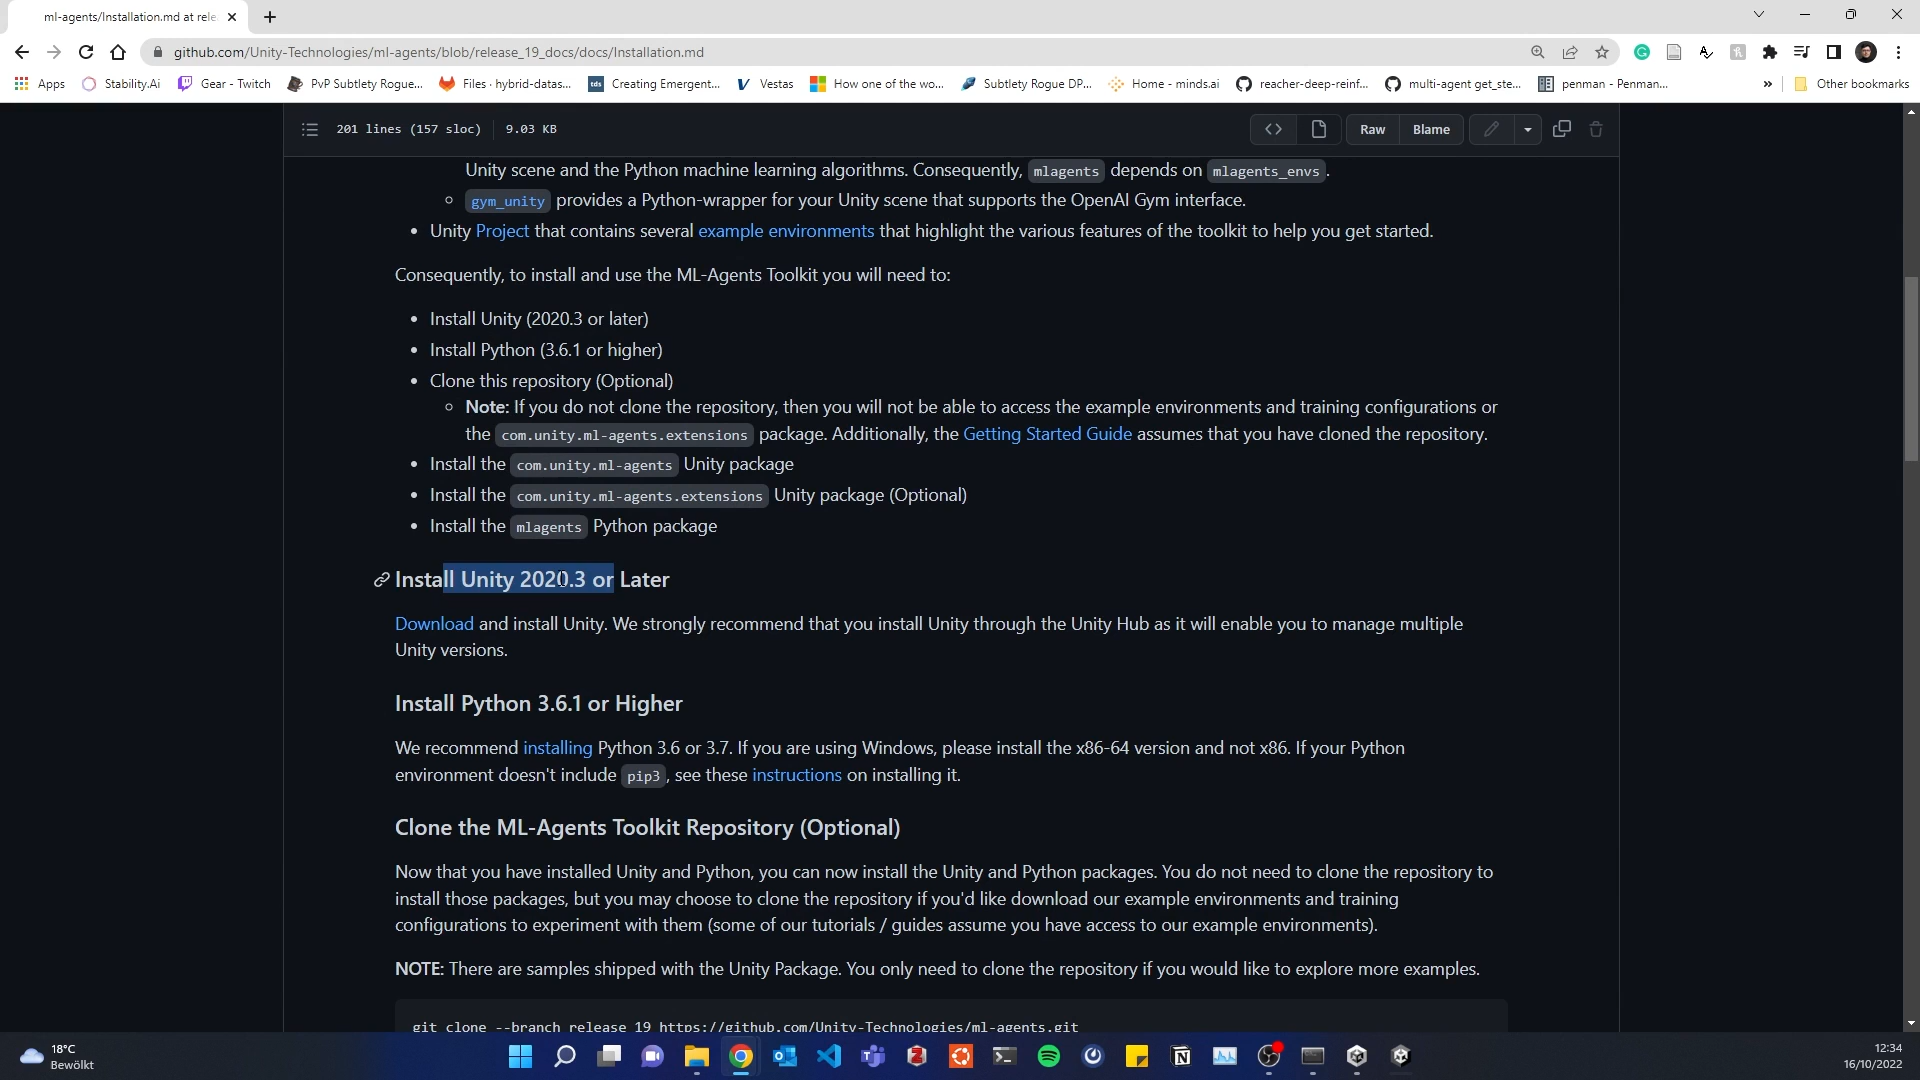 ml-agents/Installation.md at rele
github.com/Unity-Technologies/ml-agents/blob/release_19_docs/docs/Installation.md
Apps Stability.Ai Gear - Twitch PvP Subtlety Rogue... Files · hybrid-datas... Creating Emergent... Vestas How one of the wo... Subtlety Rogue DP... Home - minds.ai reacher-deep-reinf... multi-agent get_ste... penman - Penman... » Other bookmarks
201 lines (157 sloc) 9.03 KB Raw Blame
Unity scene and the Python machine learning algorithms. Consequently, mlagents depends on mlagents_envs.
gym_unity provides a Python-wrapper for your Unity scene that supports the OpenAI Gym interface.
Unity Project that contains several example environments that highlight the various features of the toolkit to help you get started.
Consequently, to install and use the ML-Agents Toolkit you will need to:
Install Unity (2020.3 or later)
Install Python (3.6.1 or higher)
Clone this repository (Optional)
Note: If you do not clone the repository, then you will not be able to access the example environments and training configurations or
the com.unity.ml-agents.extensions package. Additionally, the Getting Started Guide assumes that you have cloned the repository.
Install the com.unity.ml-agents Unity package
Install the com.unity.ml-agents.extensions Unity package (Optional)
Install the mlagents Python package
Install Unity 2020.3 or Later
Download and install Unity. We strongly recommend that you install Unity through the Unity Hub as it will enable you to manage multiple
Unity versions.
Install Python 3.6.1 or Higher
We recommend installing Python 3.6 or 3.7. If you are using Windows, please install the x86-64 version and not x86. If your Python
environment doesn't include pip3, see these instructions on installing it.
Clone the ML-Agents Toolkit Repository (Optional)
Now that you have installed Unity and Python, you can now install the Unity and Python packages. You do not need to clone the repository to
install those packages, but you may choose to clone the repository if you'd like download our example environments and training
configurations to experiment with them (some of our tutorials / guides assume you have access to our example environments).
NOTE: There are samples shipped with the Unity Package. You only need to clone the repository if you would like to explore more examples.
git clone --branch release_19 https://github.com/Unity-Technologies/ml-agents.git
18°C
Bewölkt
12:34
16/10/2022